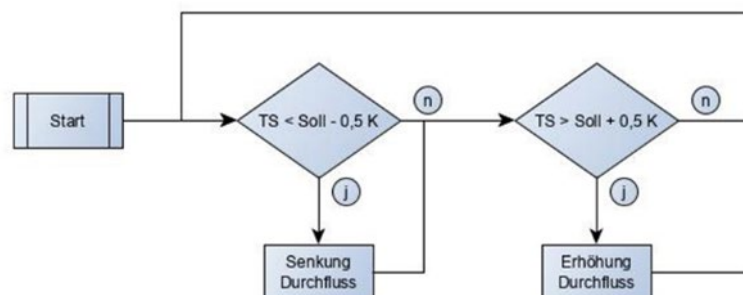 Start
TS < Soll - 0,5 K
n
TS > Soll + 0,5 K
n
j
j
Senkung
Durchfluss
Erhöhung
Durchfluss